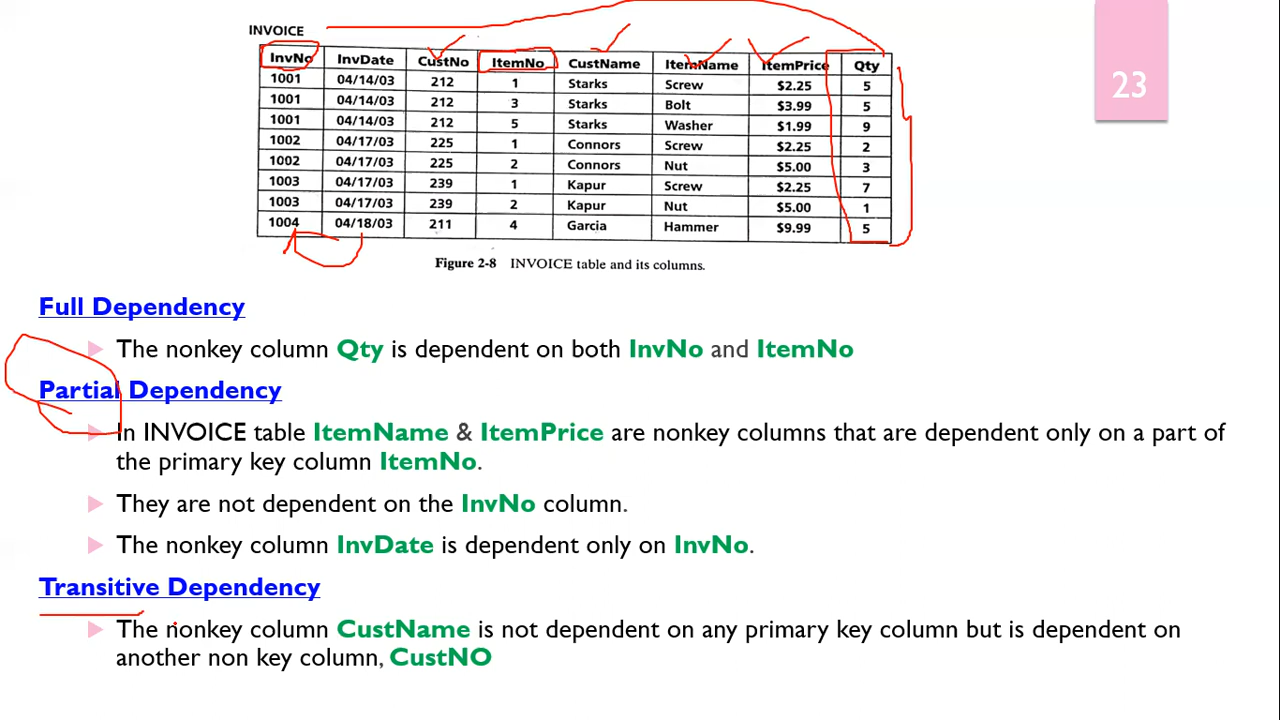 INVOICE
InvNo InvDate CustNo ItemNo CustName ItemName ItemPrice Qty
1001 04/14/03 212 1 Starks Screw $2.25 5
1001 04/14/03 212 3 Starks Bolt $3.99 5
1001 04/14/03 212 5 Starks Washer $1.99 9
1002 04/17/03 225 1 Connors Screw $2.25 2
1002 04/17/03 225 2 Connors Nut $5.00 3
1003 04/17/03 239 1 Kapur Screw $2.25 7
1003 04/17/03 239 2 Kapur Nut $5.00 1
1004 04/18/03 211 4 Garcia Hammer $9.99 5
Figure 2-8 INVOICE table and its columns.
23
Full Dependency
The nonkey column Qty is dependent on both InvNo and ItemNo
Partial Dependency
In INVOICE table ItemName & ItemPrice are nonkey columns that are dependent only on a part of
the primary key column ItemNo.
They are not dependent on the InvNo column.
The nonkey column InvDate is dependent only on InvNo.
Transitive Dependency
The nonkey column CustName is not dependent on any primary key column but is dependent on
another non key column, CustNO